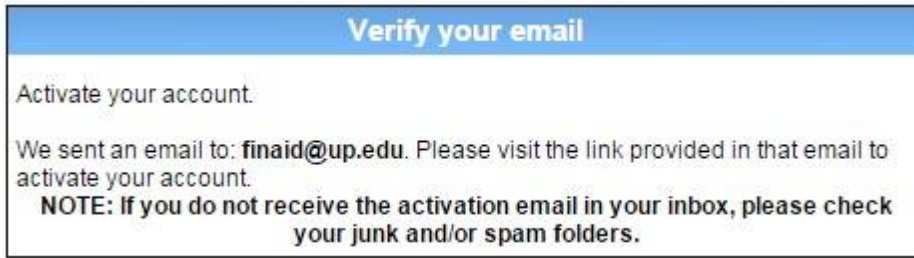 Verify your email
Activate your account.
We sent an email to: finaid@up.edu. Please visit the link provided in that email to
activate your account.
NOTE: If you do not receive the activation email in your inbox, please check
your junk and/or spam folders.